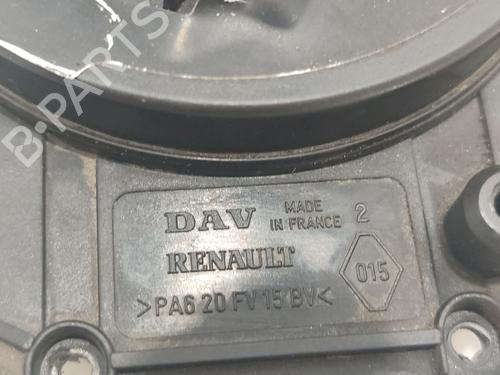 B-PARTS
DAV MADE IN FRANCE 2
RENAULT
015
>PA6 20 FV 15 BV<